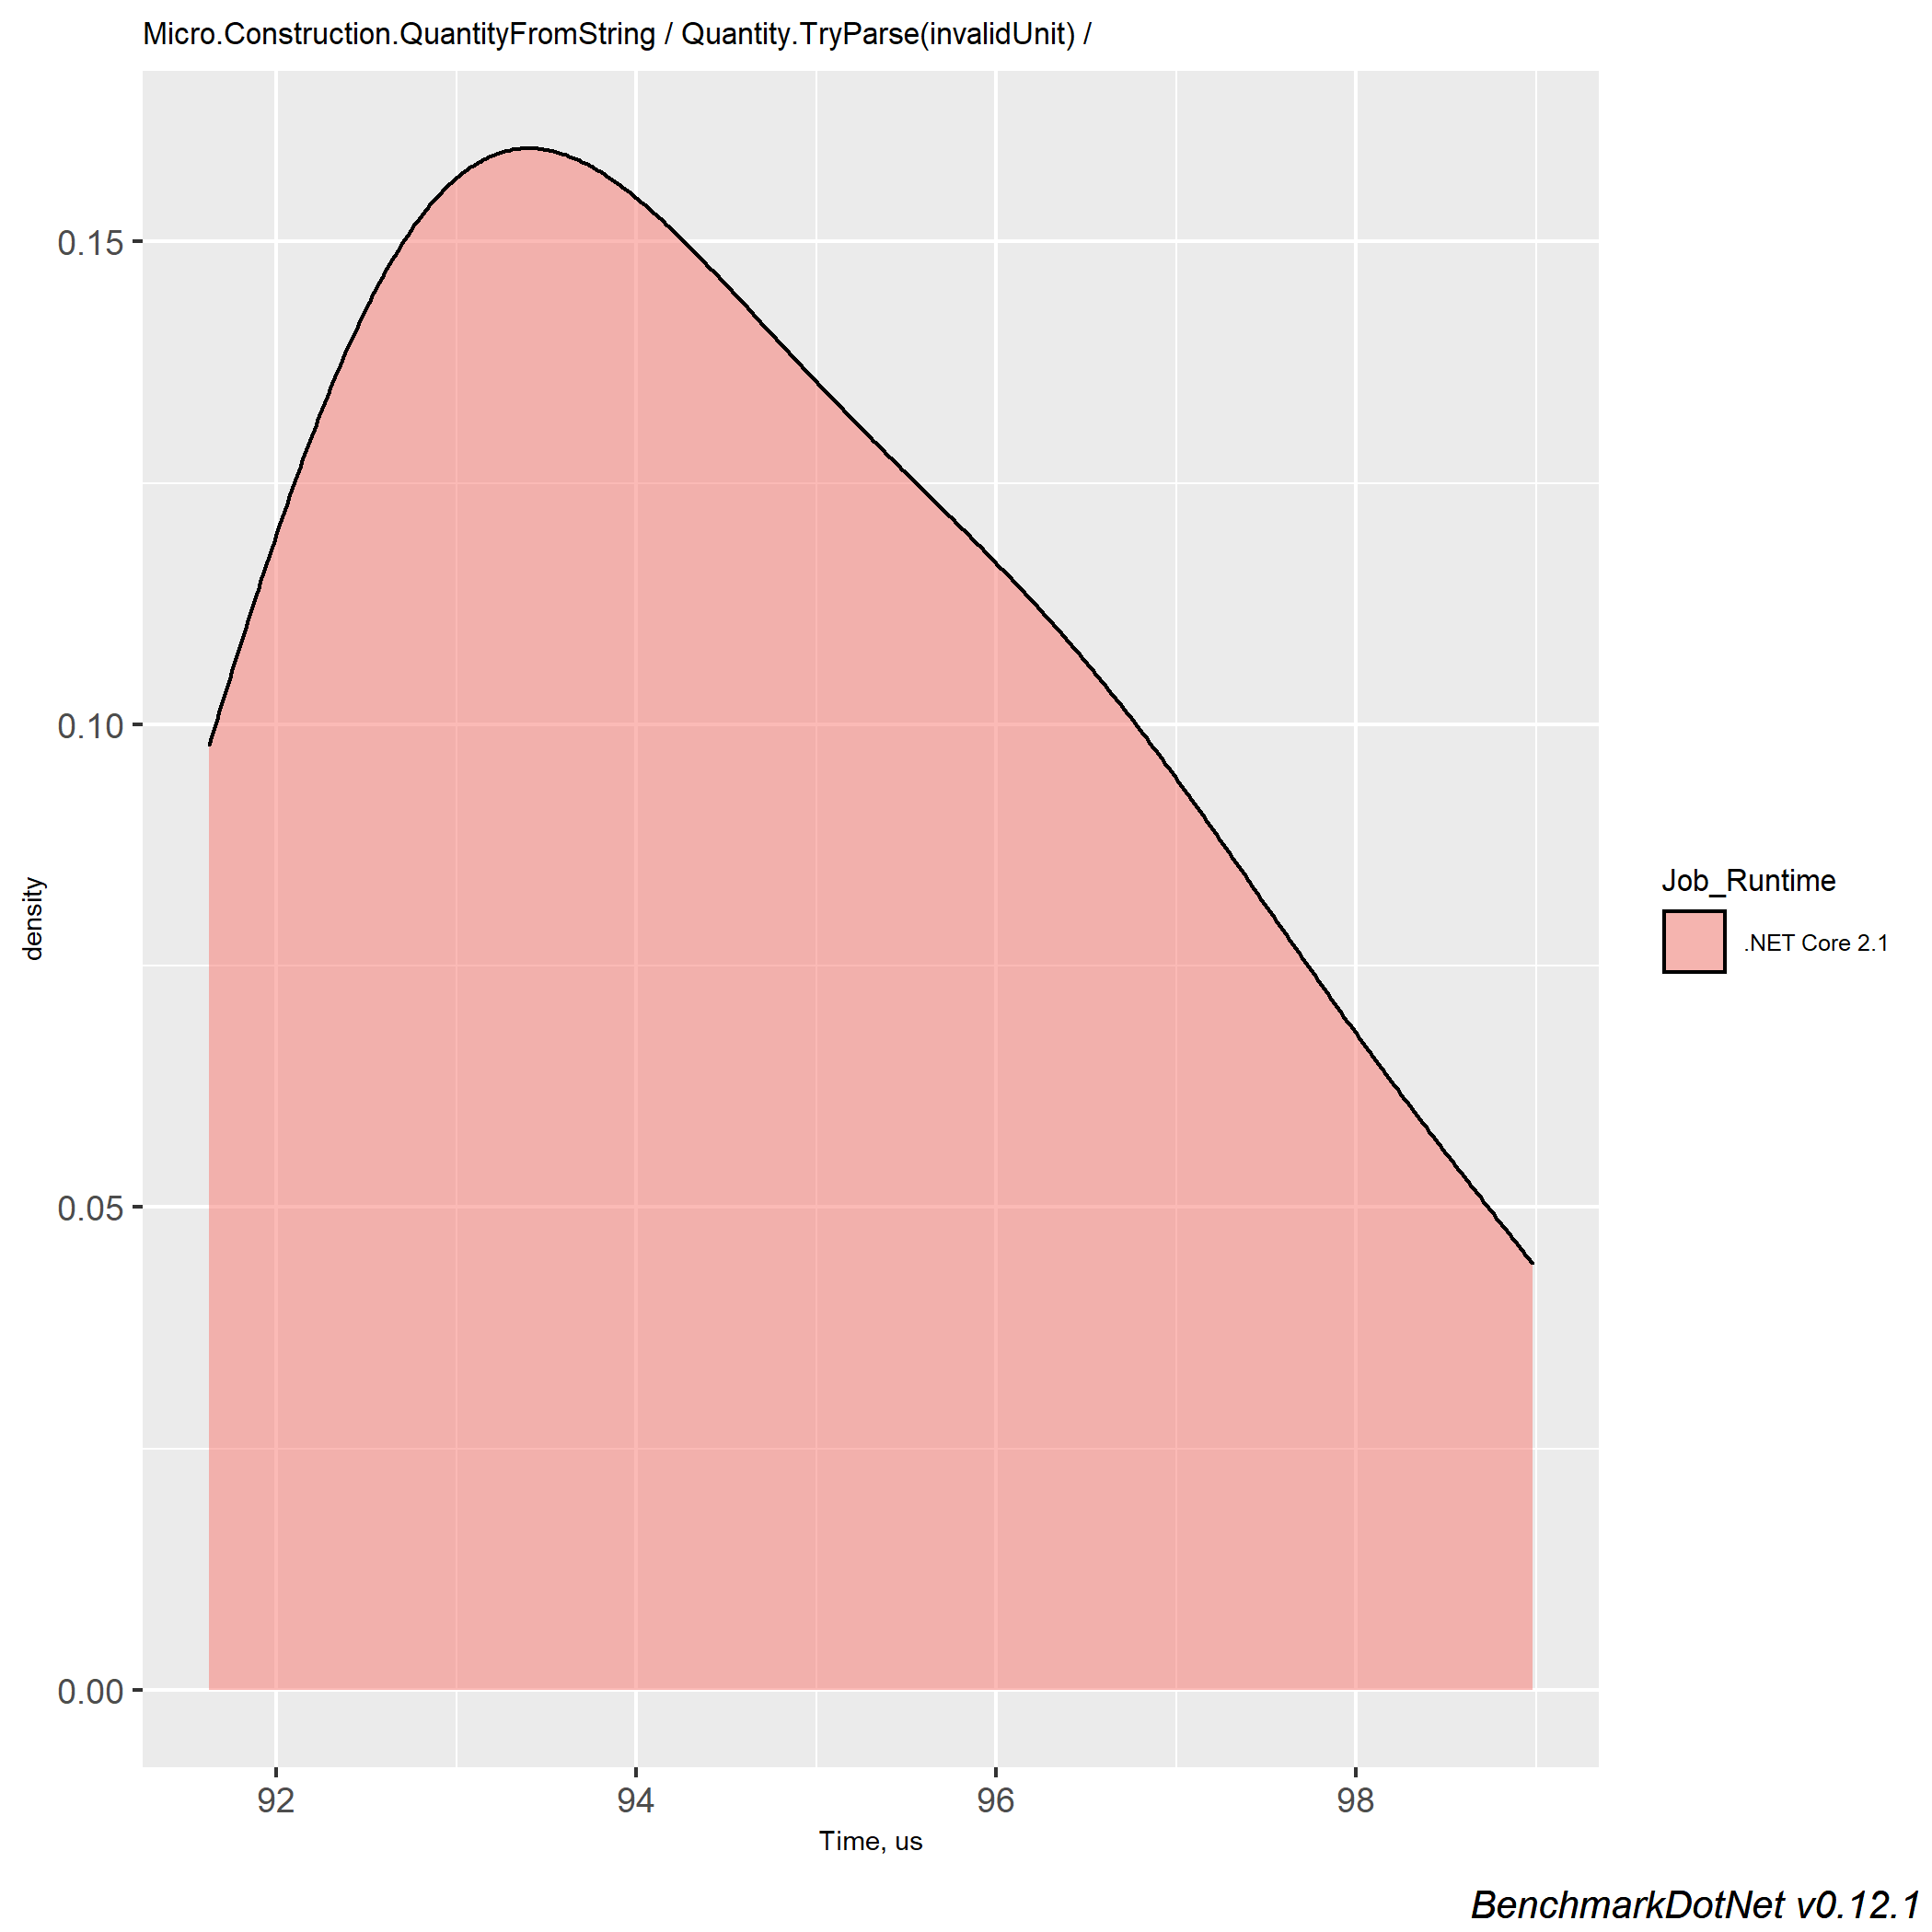 Micro.Construction.QuantityFromString / Quantity.TryParse(invalidUnit) /
0.15
0.10
0.05
0.00
density
92 94 96 98
Time, us
Job_Runtime
.NET Core 2.1
BenchmarkDotNet v0.12.1